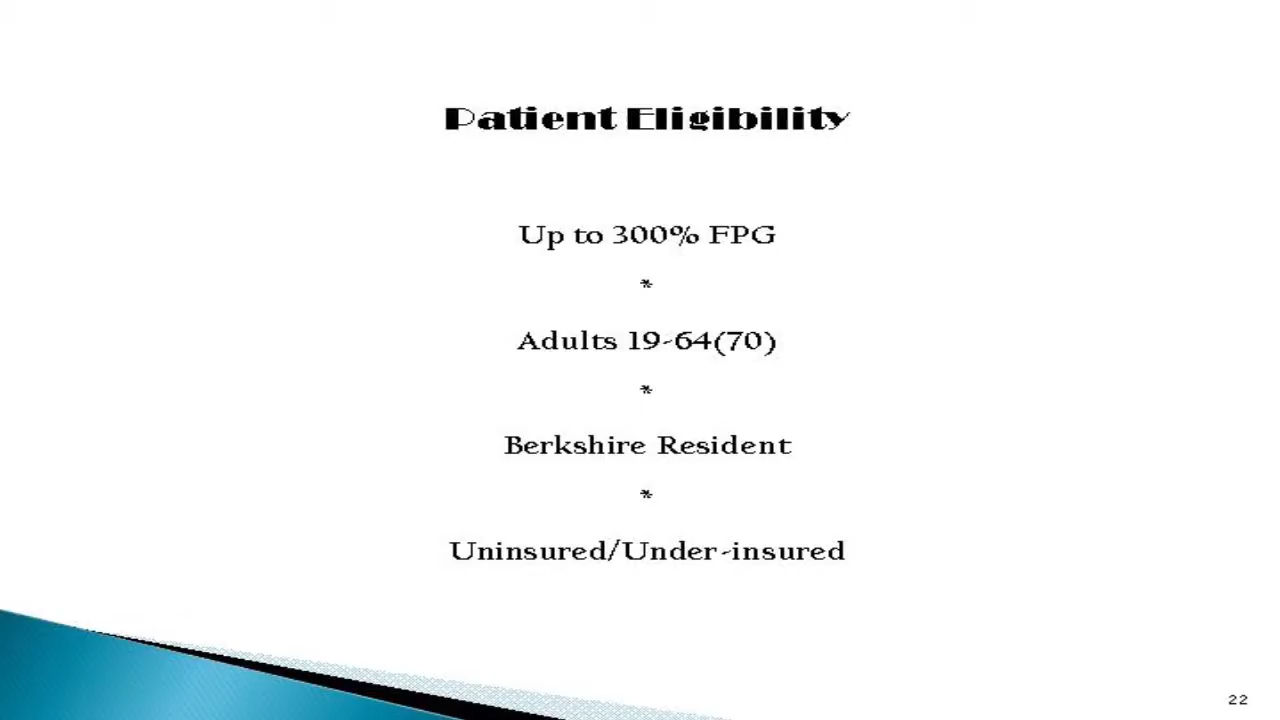 Patient Eligibility
Up to 300% FPG
*
Adults 19-64(70)
*
Berkshire Resident
*
Uninsured/Under-insured
22